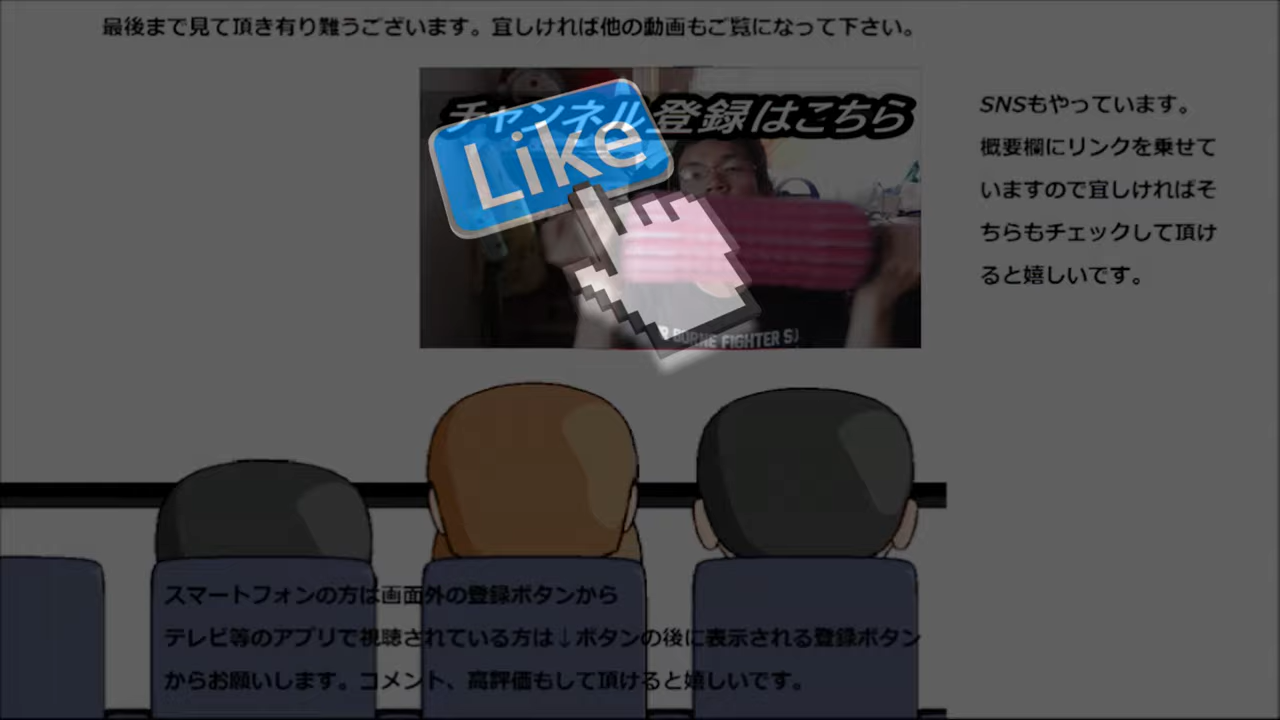 最後まで見て頂き有り難うございます。宜しければ他の動画もご覧になって下さい。
チャンネル登録はこちら
Like
SNSもやっています。
概要欄にリンクを乗せて
いますので宜しければそ
ちらもチェックして頂け
ると嬉しいです。
BURNE FIGHTER
スマートフォンの方は画面外の登録ボタンから
テレビ等のアプリで視聴されている方は↓ボタンの後に表示される登録ボタン
からお願いします。コメント、高評価もして頂けると嬉しいです。